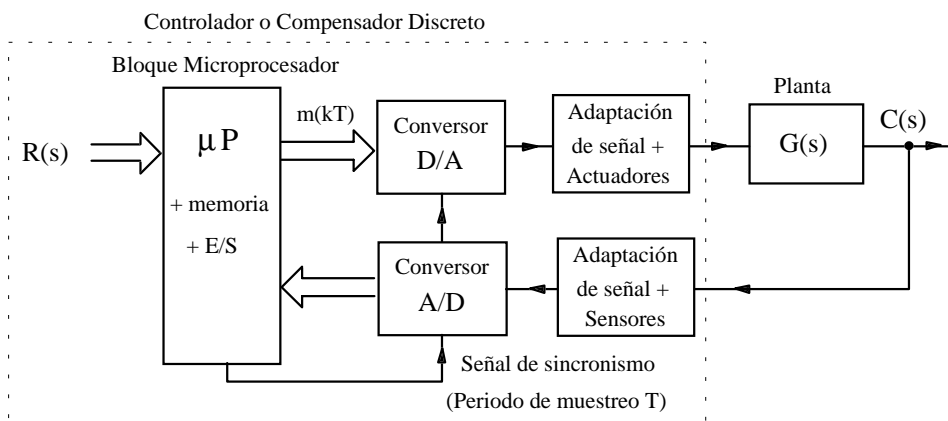 Controlador o Compensador Discreto
Bloque Microprocesador
R(s)
μP
+ memoria
+ E/S
m(kT)
Conversor
D/A
Adaptación
de señal +
Actuadores
Planta
G(s)
C(s)
Conversor
A/D
Adaptación
de señal +
Sensores
Señal de sincronismo
(Periodo de muestreo T)